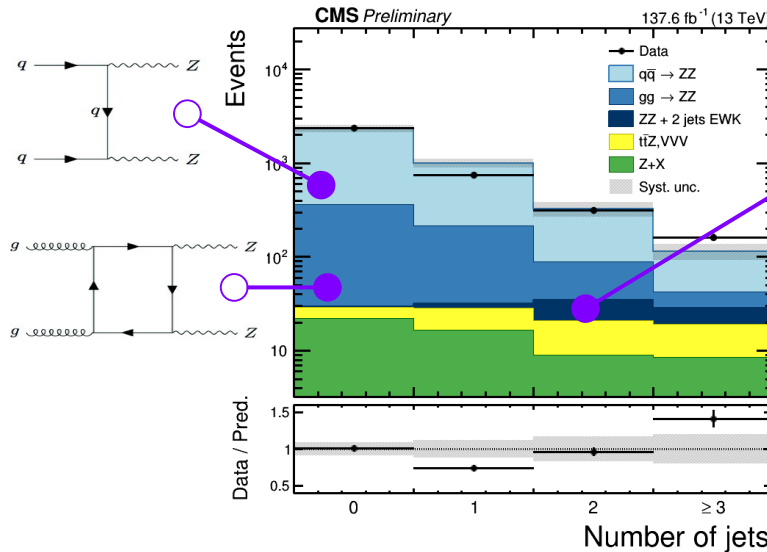 CMS Preliminary
137.6 fb⁻¹ (13 TeV)
Events
10⁴
10³
10²
10
Data
qq̄ → ZZ
gg → ZZ
ZZ + 2 jets EWK
tt̄Z,VVV
Z+X
Syst. unc.
q
Z
q
q
Z
g
Z
g
Z
Data / Pred.
1.5
1
0.5
0
1
2
≥ 3
Number of jets